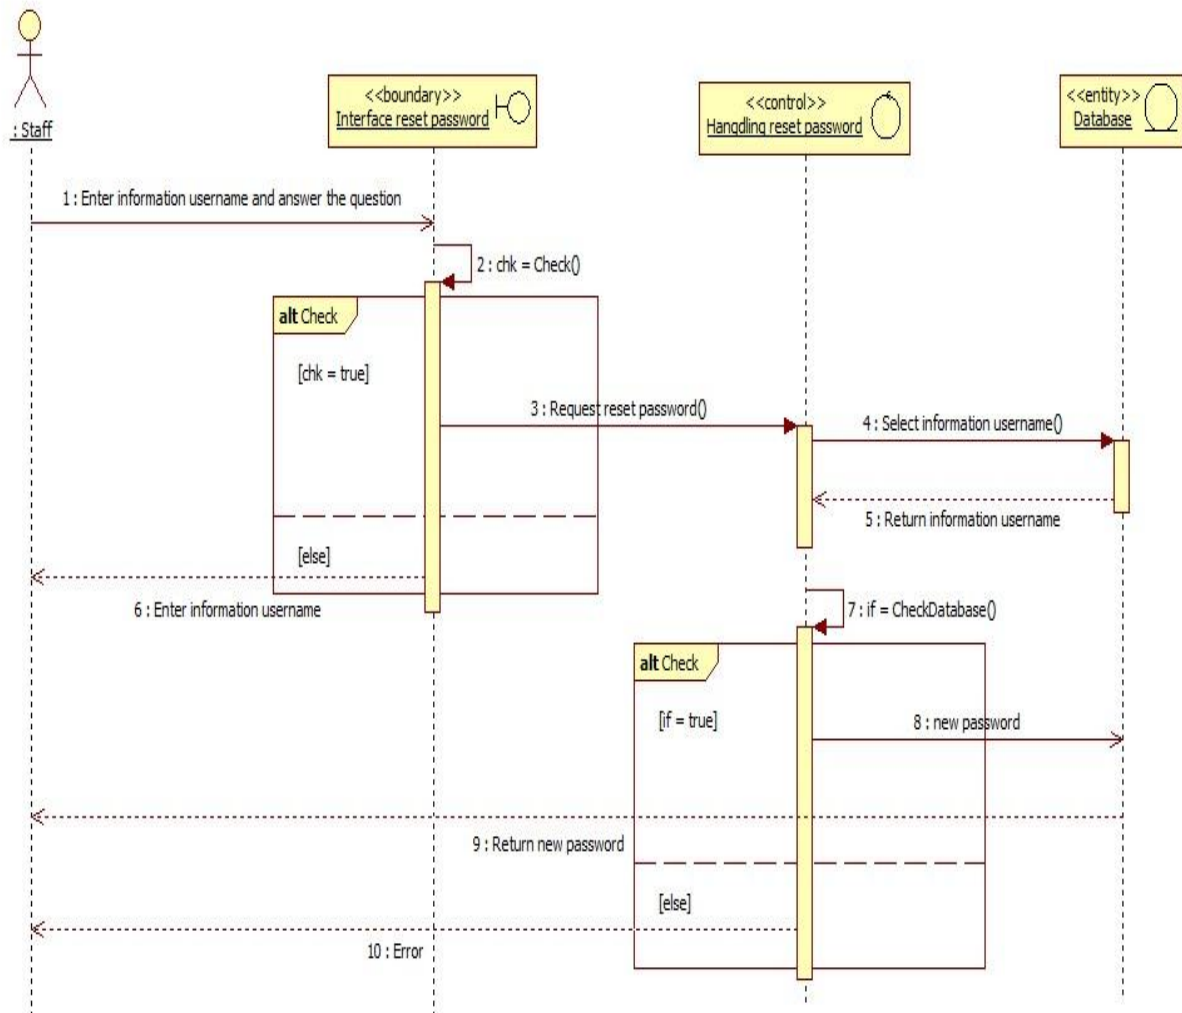 : Staff
<<boundary>>
Interface reset password
<<control>>
Hangdling reset password
<<entity>>
Database
1 : Enter information username and answer the question
2 : chk = Check()
alt Check
[chk = true]
3 : Request reset password()
4 : Select information username()
5 : Return information username
[else]
6 : Enter information username
7 : if = CheckDatabase()
alt Check
[if = true]
8 : new password
9 : Return new password
[else]
10 : Error